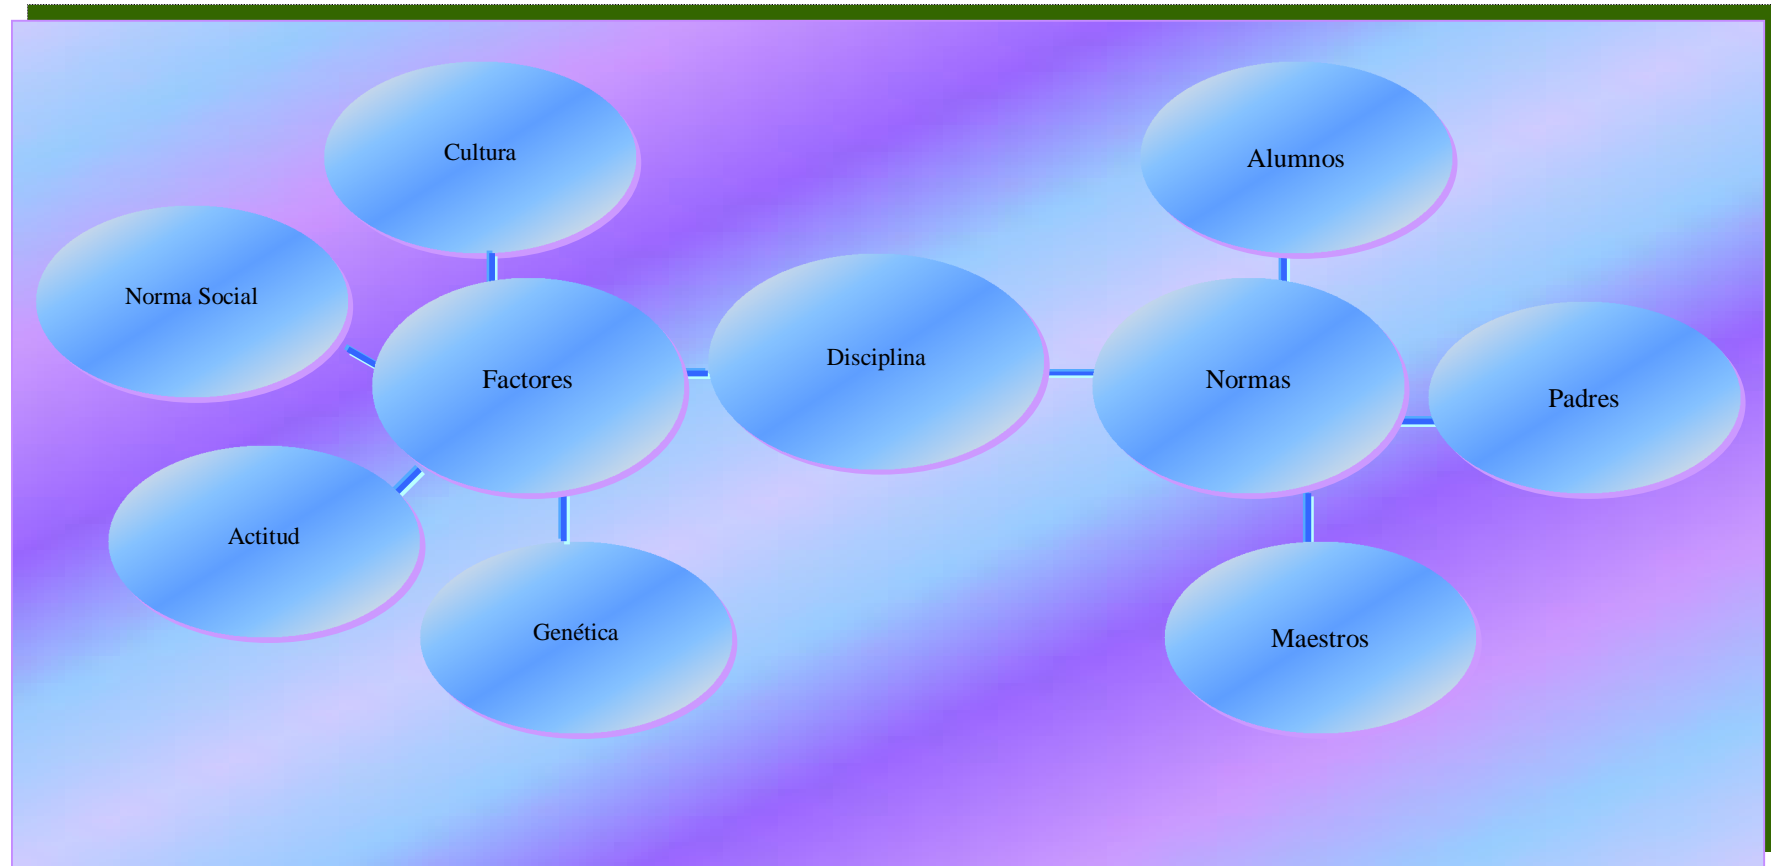 Cultura
Alumnos
Norma Social
Factores
Disciplina
Normas
Padres
Actitud
Genética
Maestros